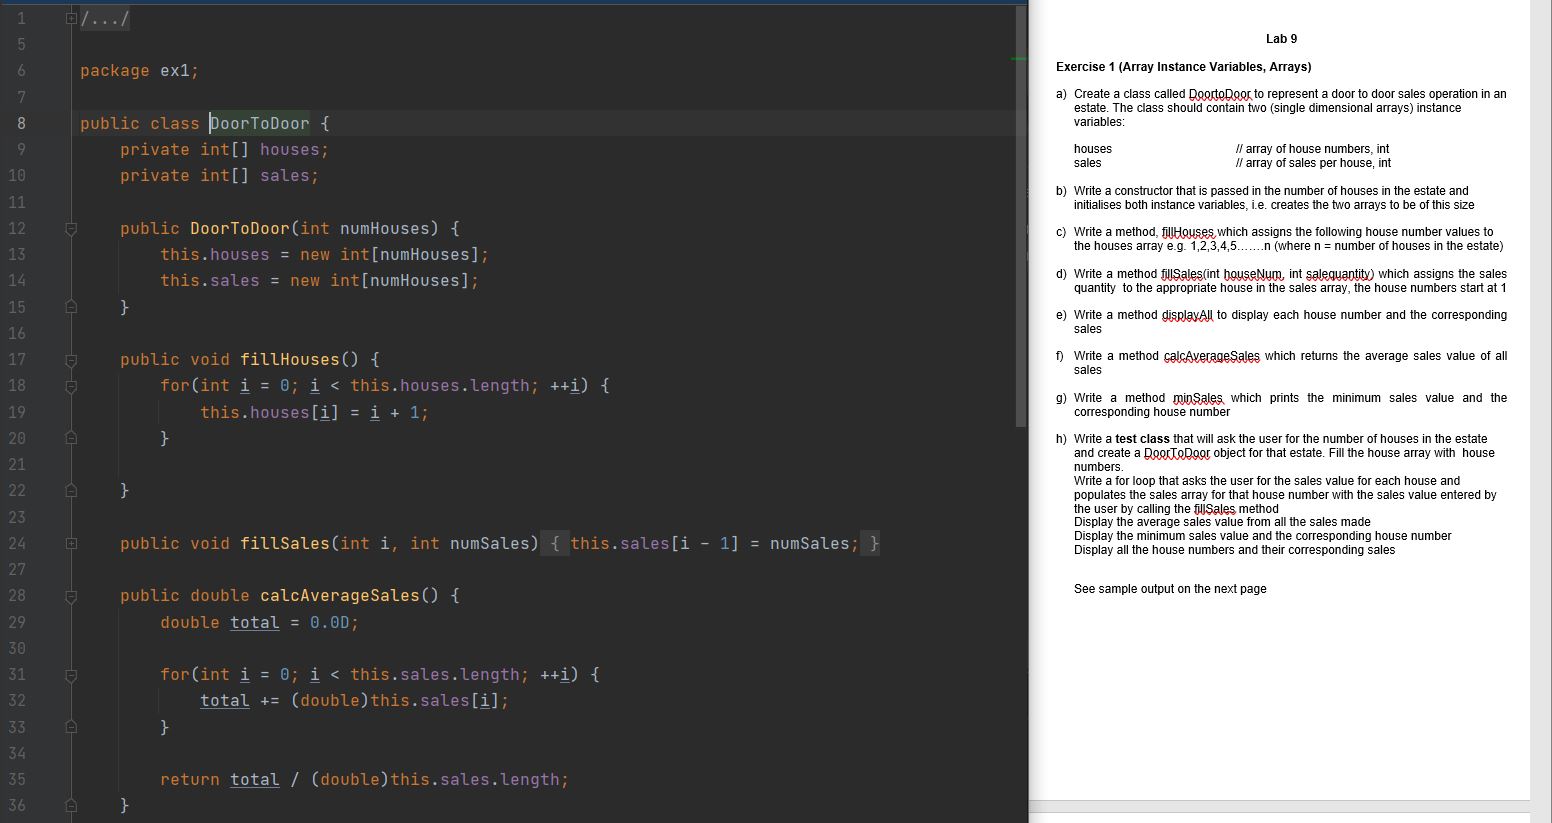 1 /.../
5
6 package ex1;
7
8 public class DoorToDoor {
9 private int[] houses;
10 private int[] sales;
11
12 public DoorToDoor(int numHouses) {
13 this.houses = new int[numHouses];
14 this.sales = new int[numHouses];
15 }
16
17 public void fillHouses() {
18 for(int i = 0; i < this.houses.length; ++i) {
19 this.houses[i] = i + 1;
20 }
21
22 }
23
24 public void fillSales(int i, int numSales) { this.sales[i - 1] = numSales; }
27
28 public double calcAverageSales() {
29 double total = 0.0D;
30
31 for(int i = 0; i < this.sales.length; ++i) {
32 total += (double)this.sales[i];
33 }
34
35 return total / (double)this.sales.length;
36 }
Lab 9
Exercise 1 (Array Instance Variables, Arrays)
a) Create a class called DoortoDoor to represent a door to door sales operation in an
estate. The class should contain two (single dimensional arrays) instance
variables:
houses // array of house numbers, int
sales // array of sales per house, int
b) Write a constructor that is passed in the number of houses in the estate and
initialises both instance variables, i.e. creates the two arrays to be of this size
c) Write a method, fillHouses which assigns the following house number values to
the houses array e.g. 1,2,3,4,5.......n (where n = number of houses in the estate)
d) Write a method fillSales(int houseNum, int salequantity) which assigns the sales
quantity to the appropriate house in the sales array, the house numbers start at 1
e) Write a method displayAll to display each house number and the corresponding
sales
f) Write a method calcAverageSales which returns the average sales value of all
sales
g) Write a method minSales which prints the minimum sales value and the
corresponding house number
h) Write a test class that will ask the user for the number of houses in the estate
and create a DoorToDoor object for that estate. Fill the house array with house
numbers.
Write a for loop that asks the user for the sales value for each house and
populates the sales array for that house number with the sales value entered by
the user by calling the fillSales method
Display the average sales value from all the sales made
Display the minimum sales value and the corresponding house number
Display all the house numbers and their corresponding sales
See sample output on the next page